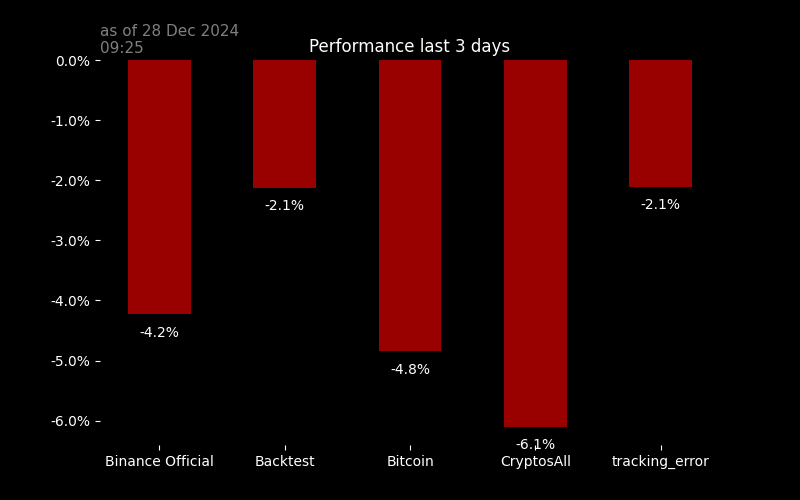 as of 28 Dec 2024
09:25
Performance last 3 days
0.0%
-1.0%
-2.0%
-3.0%
-4.0%
-5.0%
-6.0%
-4.2%
-2.1%
-4.8%
-6.1%
-2.1%
Binance Official
Backtest
Bitcoin
CryptosAll
tracking_error